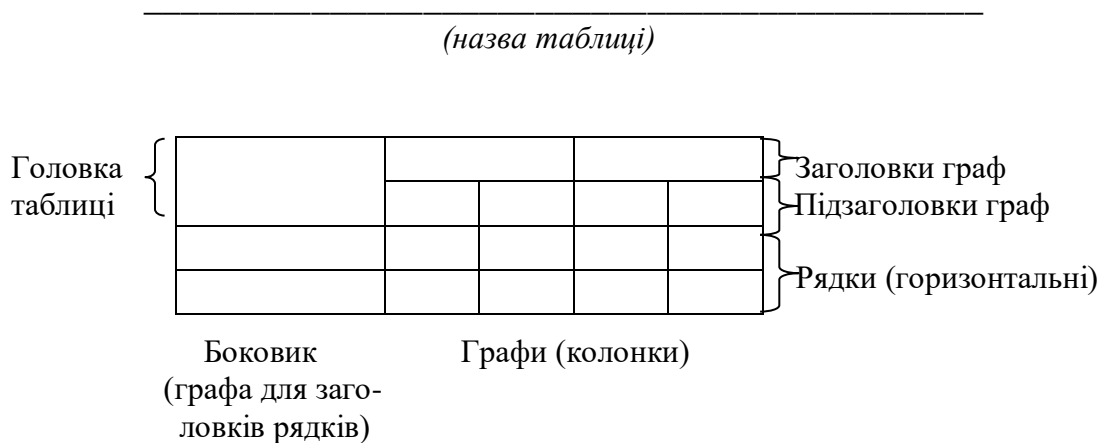 (назва таблиці)
Головка
таблиці
Заголовки граф
Підзаголовки граф
Рядки (горизонтальні)
Боковик
(графа для заго-
ловків рядків)
Графи (колонки)